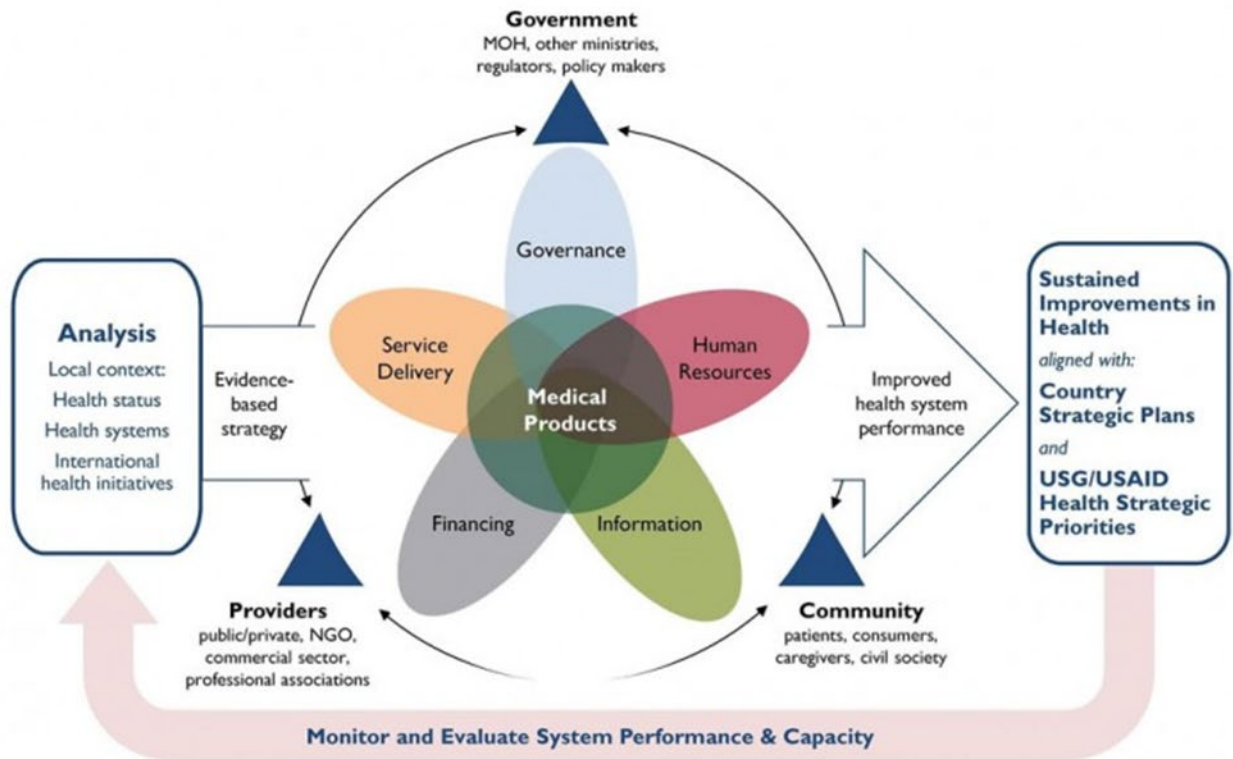 Government
MOH, other ministries,
regulators, policy makers
Governance
Service
Delivery
Human
Resources
Medical
Products
Financing
Information
Analysis
Local context:
Health status
Health systems
International
health initiatives
Evidence-
based
strategy
Improved
health system
performance
Sustained
Improvements in
Health
aligned with:
Country
Strategic Plans
and
USG/USAID
Health Strategic
Priorities
Providers
public/private, NGO,
commercial sector,
professional associations
Community
patients, consumers,
caregivers, civil society
Monitor and Evaluate System Performance & Capacity